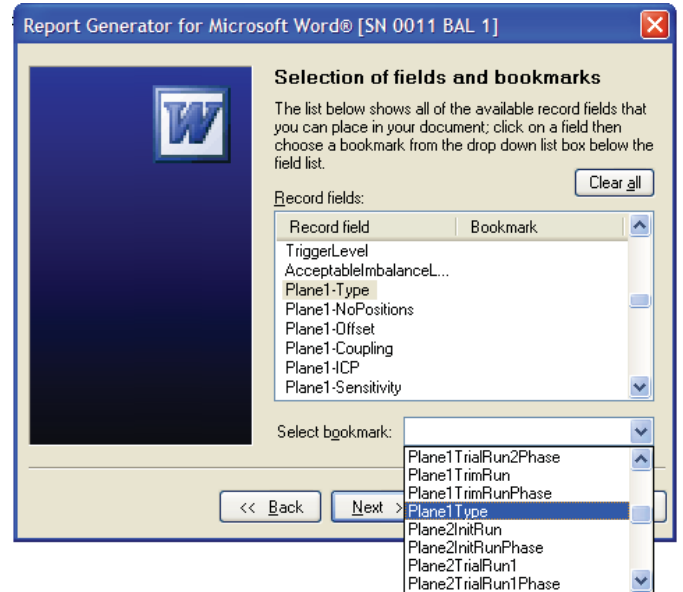 Report Generator for Microsoft Word® [SN 0011 BAL 1]
W
Selection of fields and bookmarks
The list below shows all of the available record fields that
you can place in your document; click on a field then
choose a bookmark from the drop down list box below the
field list.
Clear all
Record fields:
Record field Bookmark
TriggerLevel
AcceptableImbalanceL...
Plane1-Type
Plane1-NoPositions
Plane1-Offset
Plane1-Coupling
Plane1-ICP
Plane1-Sensitivity
Select bookmark:
Plane1TrialRun2Phase
Plane1TrimRun
Plane1TrimRunPhase
Plane1Type
Plane2InitRun
Plane2InitRunPhase
Plane2TrialRun1
Plane2TrialRun1Phase
<< Back
Next >